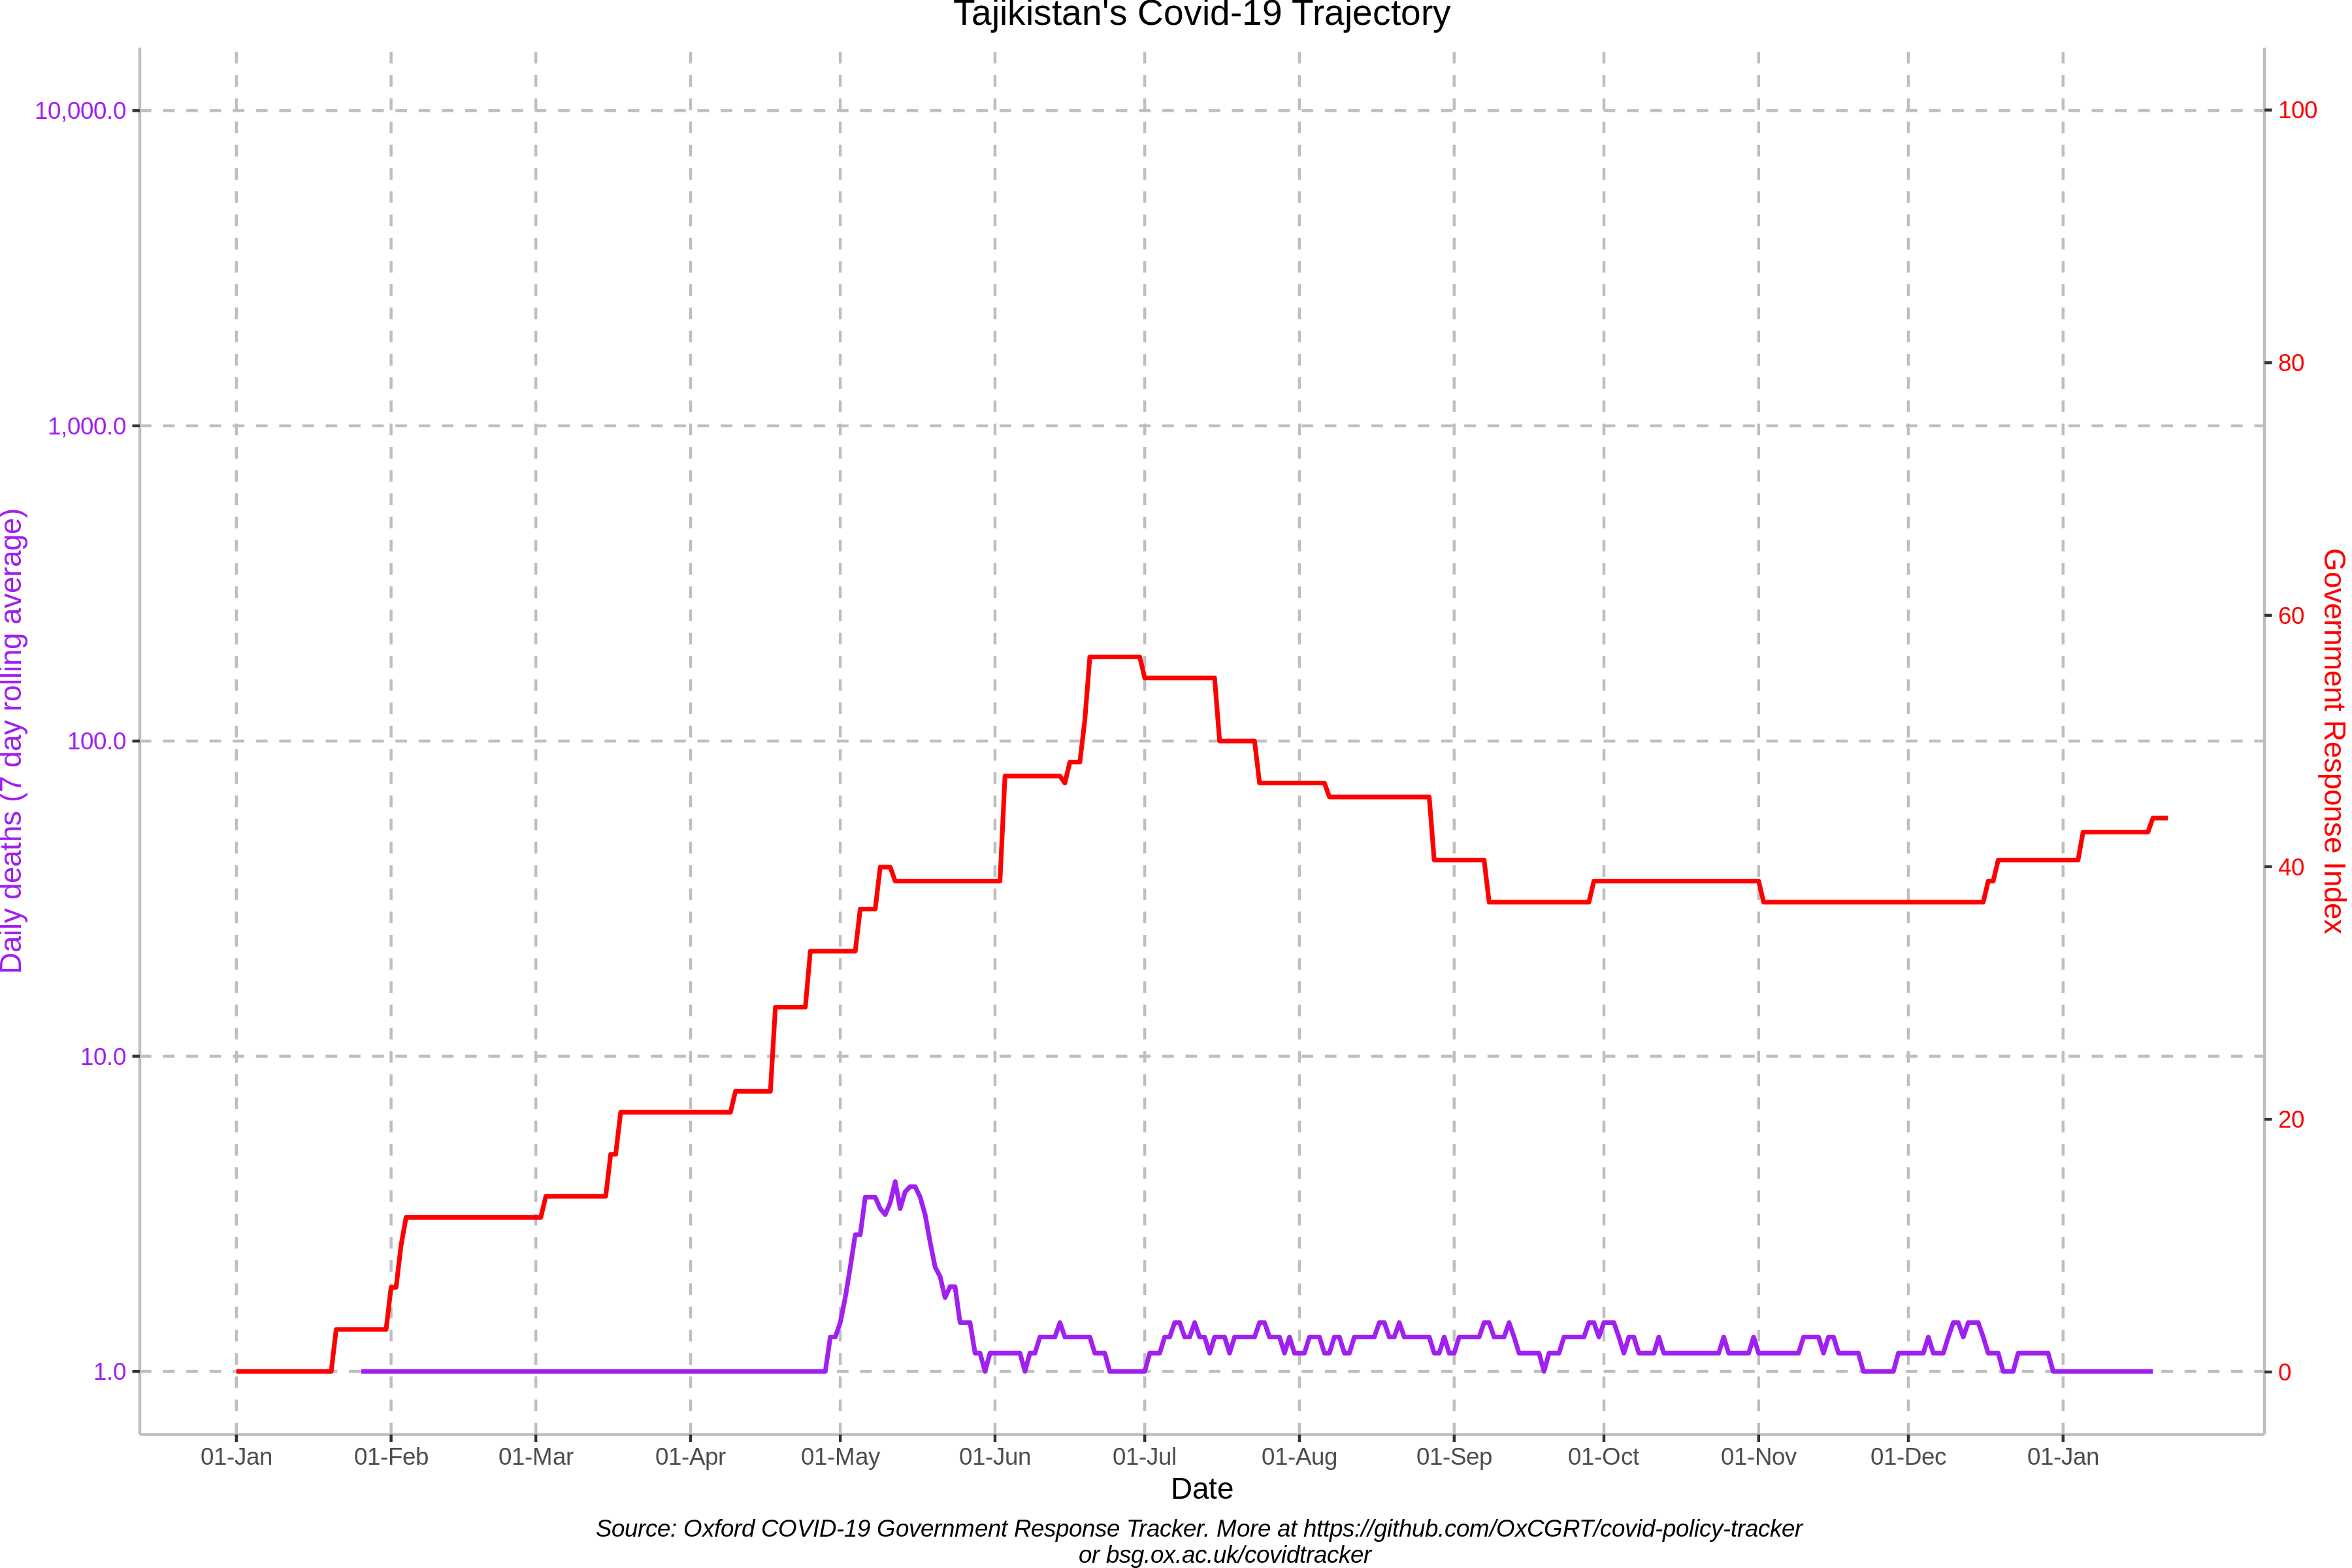 Tajikistan's Covid-19 Trajectory
10,000.0
1,000.0
100.0
10.0
1.0
Daily deaths (7 day rolling average)
100
80
60
40
20
0
Government Response Index
01-Jan
01-Feb
01-Mar
01-Apr
01-May
01-Jun
01-Jul
01-Aug
01-Sep
01-Oct
01-Nov
01-Dec
01-Jan
Date
Source: Oxford COVID-19 Government Response Tracker. More at https://github.com/OxCGRT/covid-policy-tracker
or bsg.ox.ac.uk/covidtracker